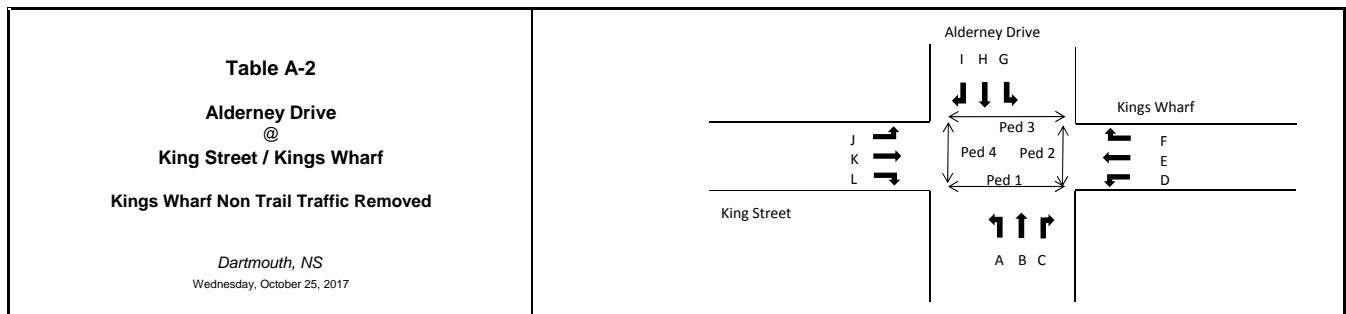 Table A-2
Alderney Drive
@
King Street / Kings Wharf
Kings Wharf Non Trail Traffic Removed
Dartmouth, NS
Wednesday, October 25, 2017
Alderney Drive
I H G
Kings Wharf
Ped 3
J
F
K
Ped 4 Ped 2
E
L
Ped 1
D
King Street
A B C